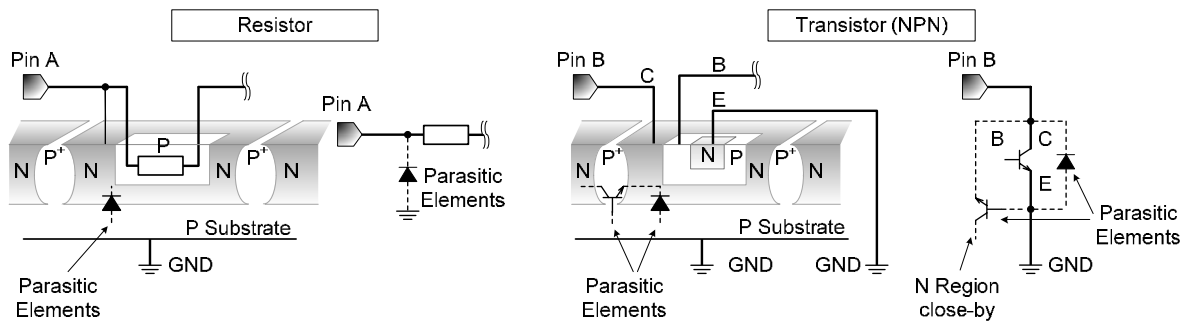 Resistor
Transistor (NPN)
Pin A
Pin B
C
B
E
Pin B
Pin A
N
P+
N
P
P+
N
Parasitic
Elements
N
P+
N
N
P
P+
N
B
C
E
P Substrate
GND
Parasitic
Elements
P Substrate
GND
GND
Parasitic
Elements
Parasitic
Elements
GND
N Region
close-by